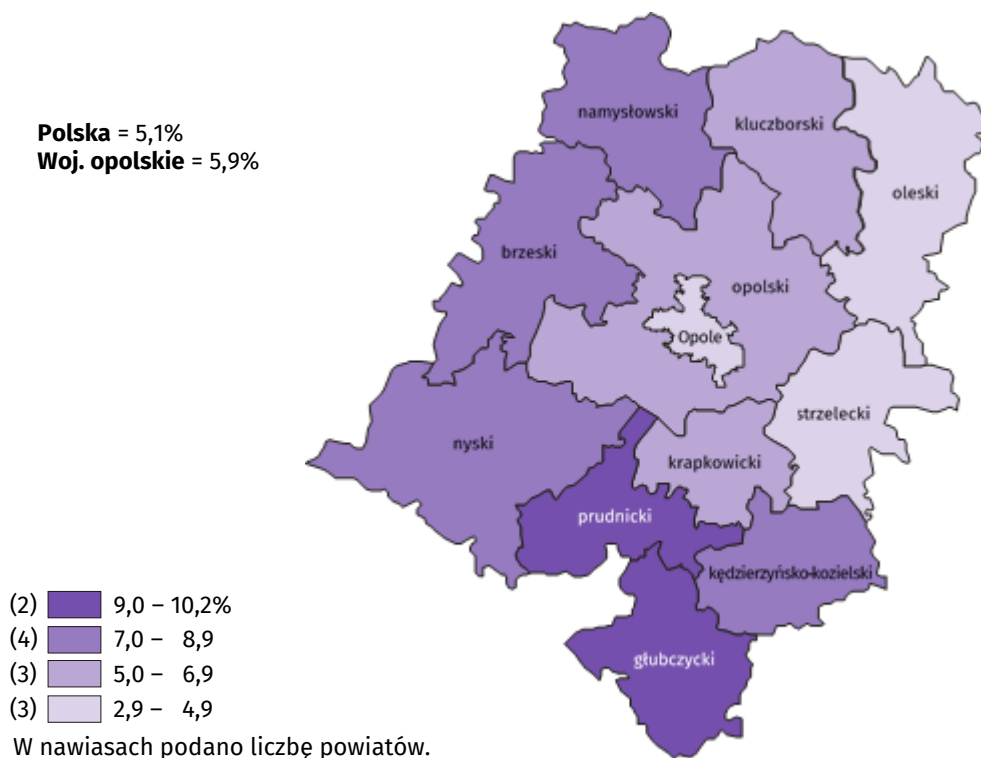 Polska = 5,1%
Woj. opolskie = 5,9%
namysłowski
kluczborski
oleski
brzeski
opolski
Opole
strzelecki
nyski
krapkowicki
prudnicki
kędzierzyńsko-kozielski
głubczycki
(2) 9,0 – 10,2%
(4) 7,0 – 8,9
(3) 5,0 – 6,9
(3) 2,9 – 4,9
W nawiasach podano liczbę powiatów.